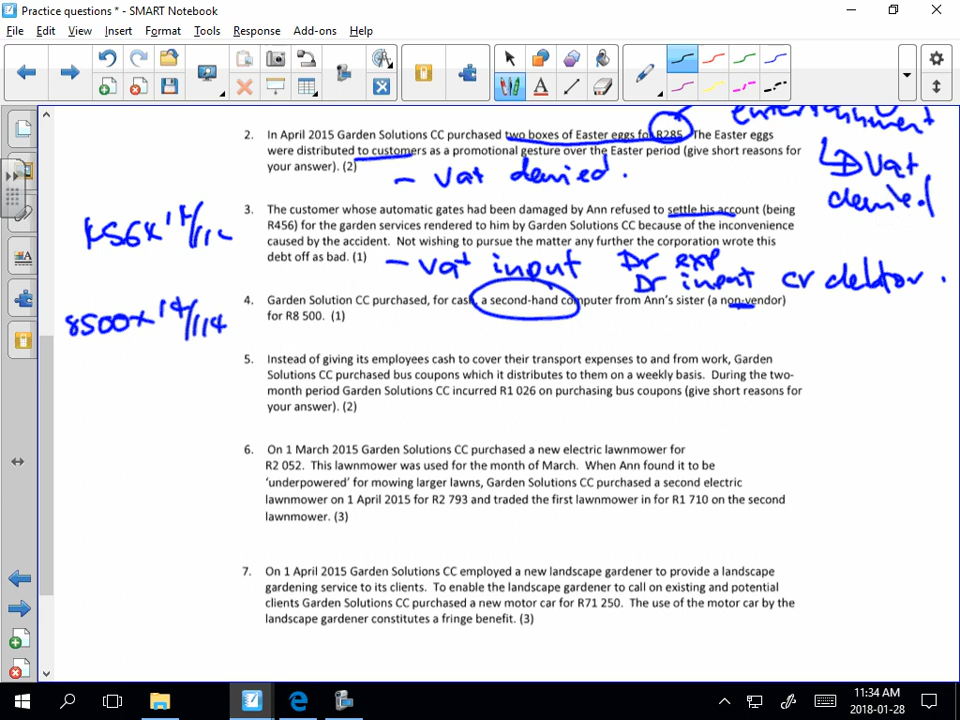 Practice questions * - SMART Notebook
File Edit View Insert Format Tools Response Add-ons Help
entertainment
2. In April 2015 Garden Solutions CC purchased two boxes of Easter eggs for R285. The Easter eggs
were distributed to customers as a promotional gesture over the Easter period (give short reasons for
your answer). (2)
- Vat denied.
Vat
denied
3. The customer whose automatic gates had been damaged by Ann refused to settle his account (being
R456) for the garden services rendered to him by Garden Solutions CC because of the inconvenience
caused by the accident. Not wishing to pursue the matter any further the corporation wrote this
debt off as bad. (1)
- Vat input Dr exp
Dr input cr debtor.
4. Garden Solution CC purchased, for cash, a second-hand computer from Ann's sister (a non-vendor)
for R8 500. (1)
8500 x 14/114
5. Instead of giving its employees cash to cover their transport expenses to and from work, Garden
Solutions CC purchased bus coupons which it distributes to them on a weekly basis. During the two-
month period Garden Solutions CC incurred R1 026 on purchasing bus coupons (give short reasons for
your answer). (2)
6. On 1 March 2015 Garden Solutions CC purchased a new electric lawnmower for
R2 052. This lawnmower was used for the month of March. When Ann found it to be
'underpowered' for mowing larger lawns, Garden Solutions CC purchased a second electric
lawnmower on 1 April 2015 for R2 793 and traded the first lawnmower in for R1 710 on the second
lawnmower. (3)
7. On 1 April 2015 Garden Solutions CC employed a new landscape gardener to provide a landscape
gardening service to its clients. To enable the landscape gardener to call on existing and potential
clients Garden Solutions CC purchased a new motor car for R71 250. The use of the motor car by the
landscape gardener constitutes a fringe benefit. (3)
11:34 AM
2018-01-28